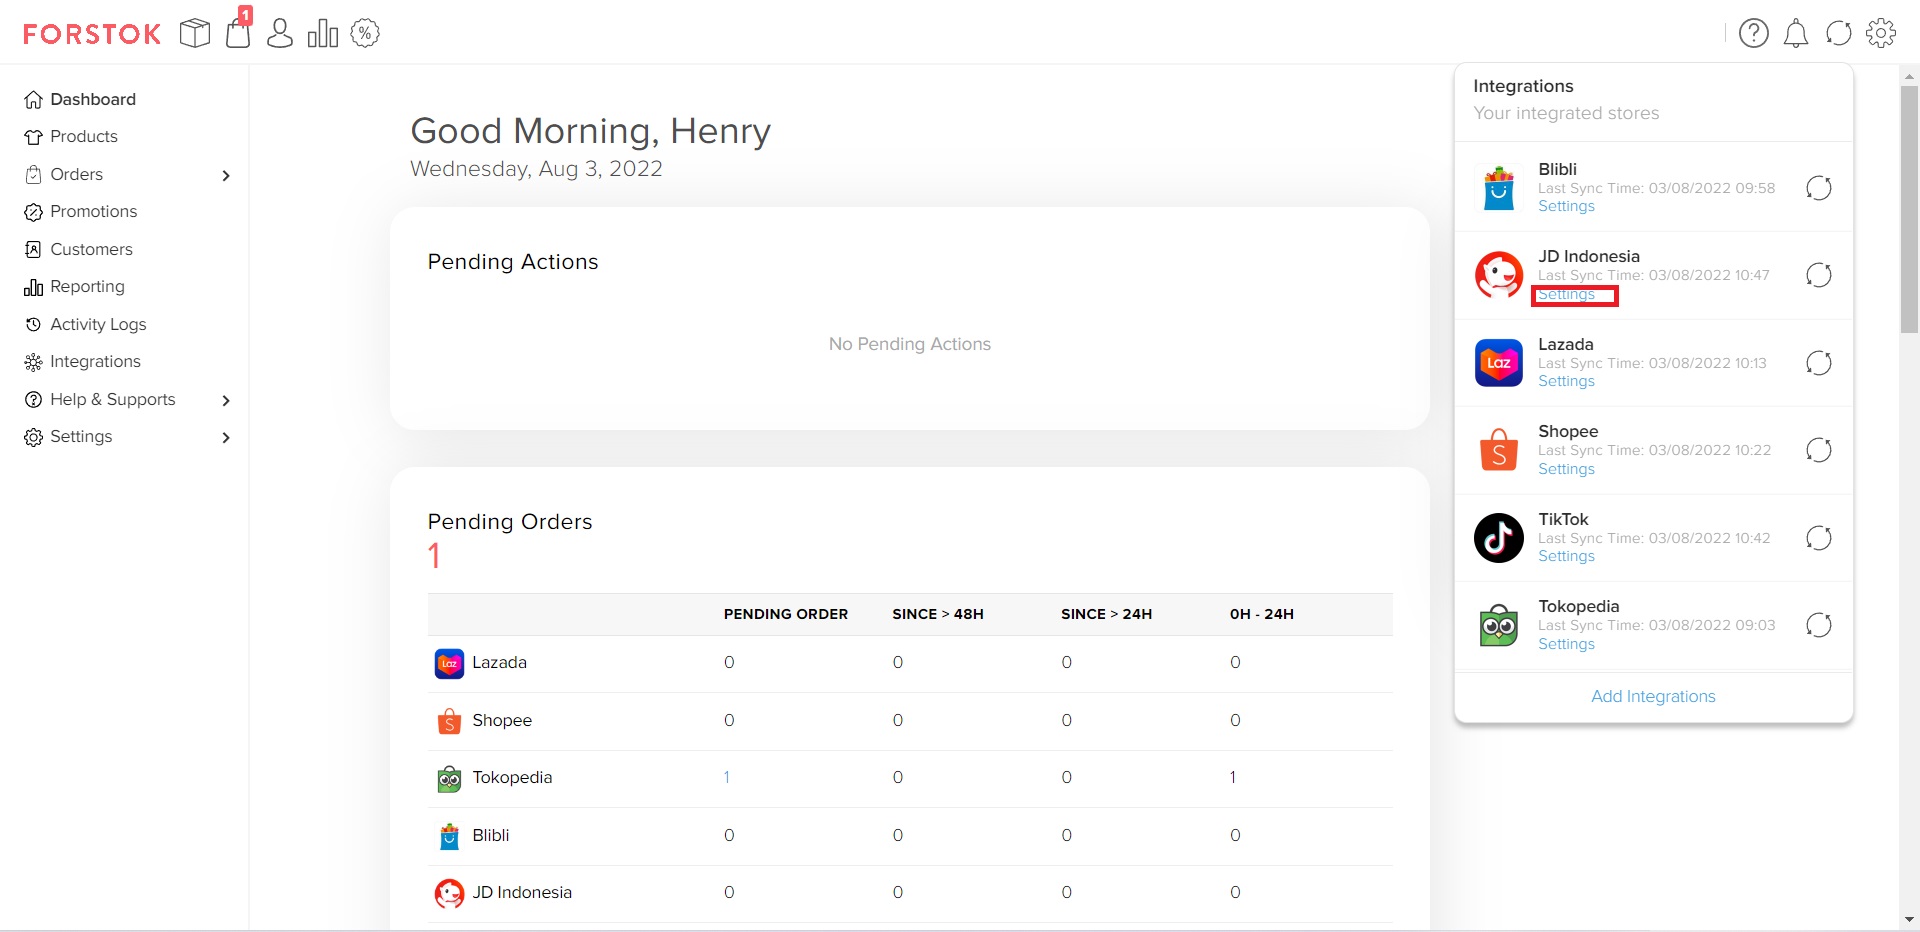 FORSTOK
1
%
?
Dashboard
Products
Orders
Promotions
Customers
Reporting
Activity Logs
Integrations
Help & Supports
Settings
Good Morning, Henry
Wednesday, Aug 3, 2022
Pending Actions
No Pending Actions
Pending Orders
1
PENDING ORDER SINCE > 48H SINCE > 24H 0H - 24H
Laz Lazada 0 0 0 0
S Shopee 0 0 0 0
Tokopedia 1 0 0 1
Blibli 0 0 0 0
JD Indonesia 0 0 0 0
Integrations
Your integrated stores
Blibli
Last Sync Time: 03/08/2022 09:58
Settings
JD Indonesia
Last Sync Time: 03/08/2022 10:47
Settings
Laz
Lazada
Last Sync Time: 03/08/2022 10:13
Settings
S
Shopee
Last Sync Time: 03/08/2022 10:22
Settings
TikTok
Last Sync Time: 03/08/2022 10:42
Settings
Tokopedia
Last Sync Time: 03/08/2022 09:03
Settings
Add Integrations